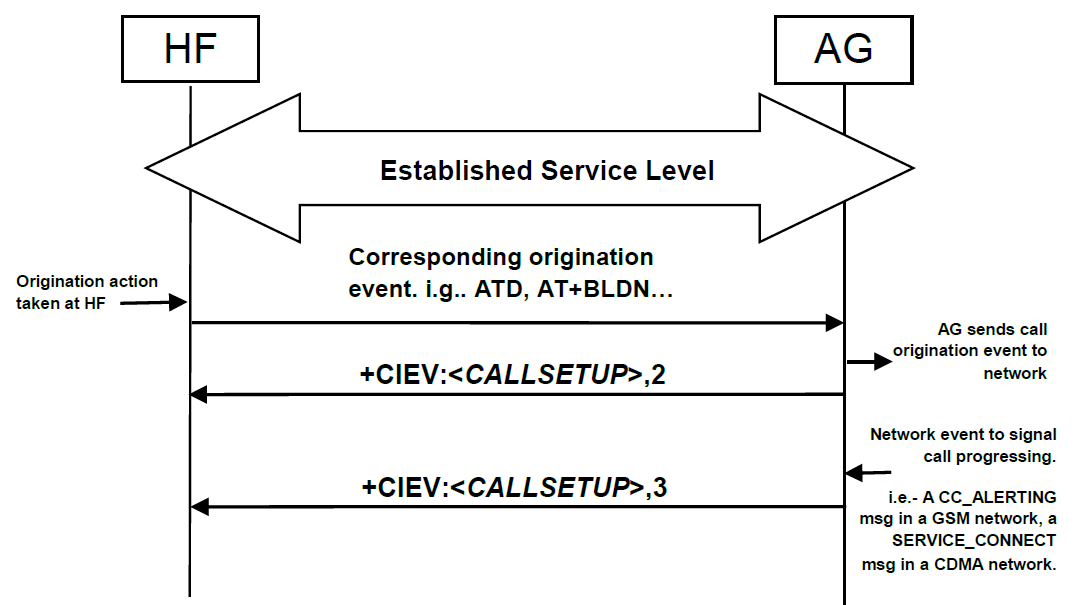 HF
AG
Established Service Level
Corresponding origination
event. i.g.. ATD, AT+BLDN…
Origination action
taken at HF
AG sends call
origination event to
network
+CIEV:<CALLSETUP>,2
Network event to signal
call progressing.
+CIEV:<CALLSETUP>,3
i.e.- A CC_ALERTING
msg in a GSM network, a
SERVICE_CONNECT
msg in a CDMA network.